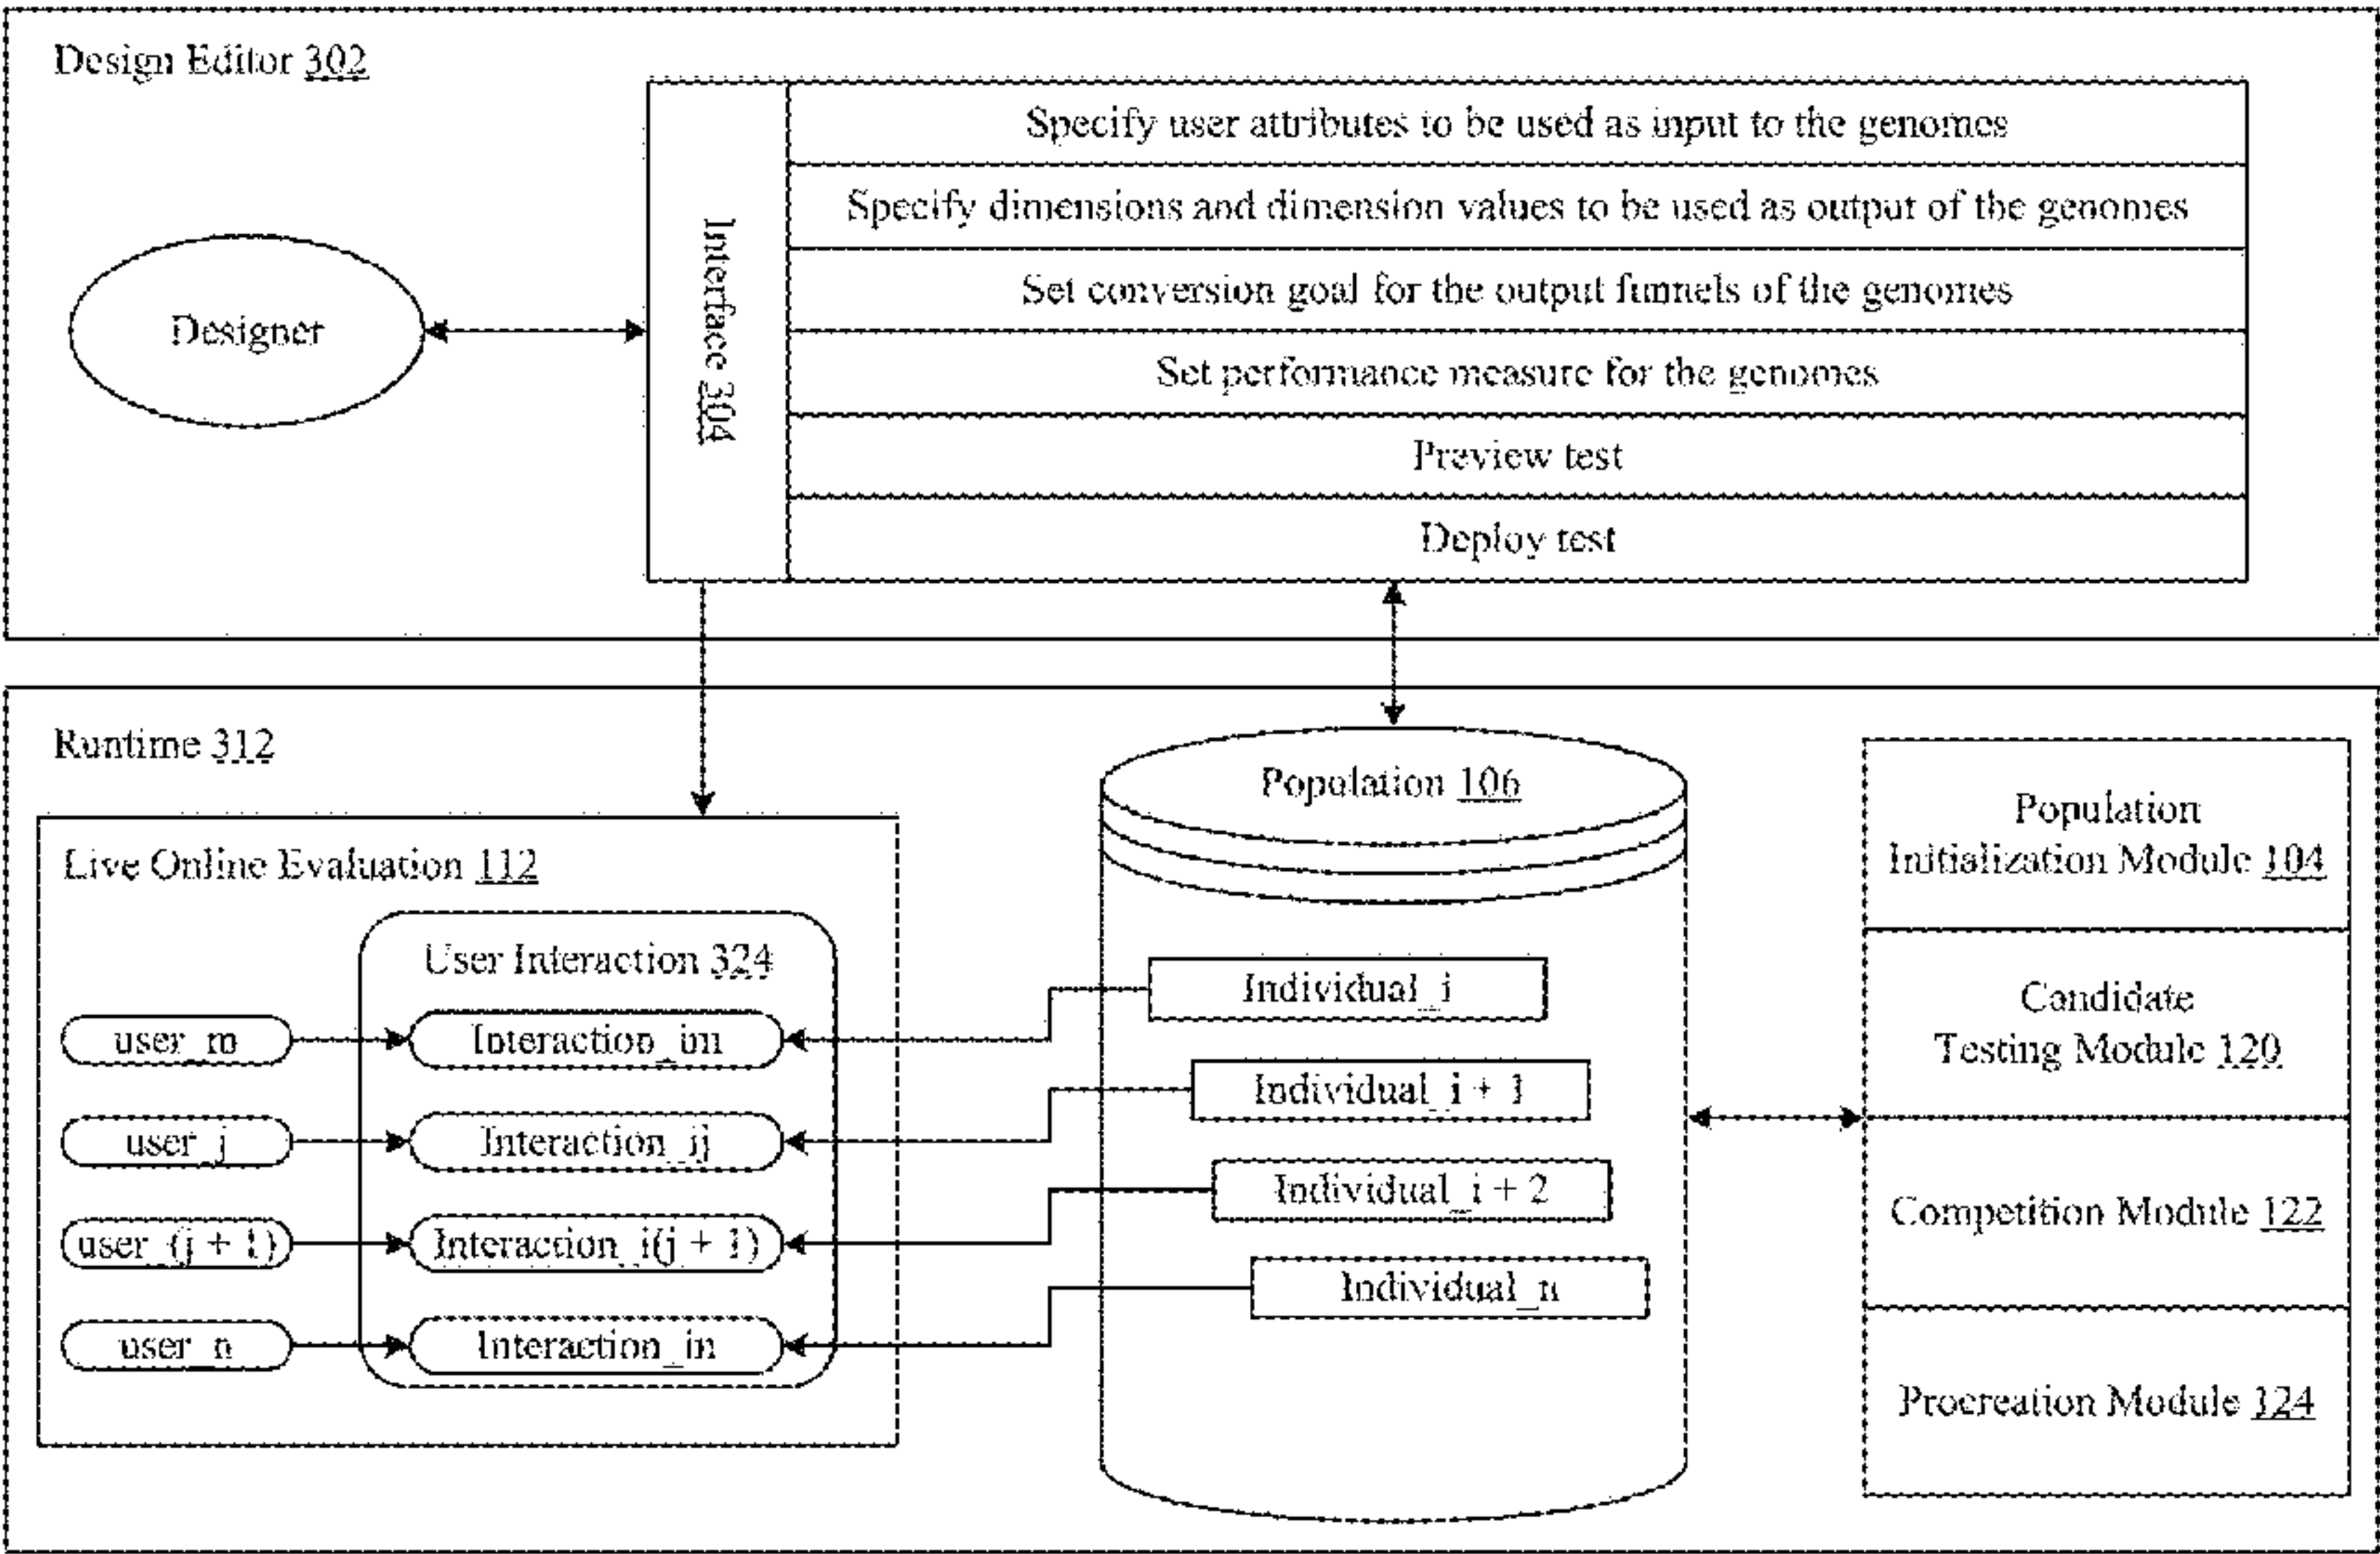 Design Editor 302
Designer
Interface 304
Specify user attributes to be used as input to the genomes
Specify dimensions and dimension values to be used as output of the genomes
Set conversion goal for the output funnels of the genomes
Set performance measure for the genomes
Preview test
Deploy test
Runtime 312
Live Online Evaluation 112
User Interaction 324
user_m
Interaction_im
user_j
Interaction_ij
user_(j + 1)
Interaction_i(j + 1)
user_n
Interaction_in
Population 106
Individual_i
Individual_i + 1
Individual_i + 2
Individual_n
Population
Initialization Module 104
Candidate
Testing Module 120
Competition Module 122
Procreation Module 124